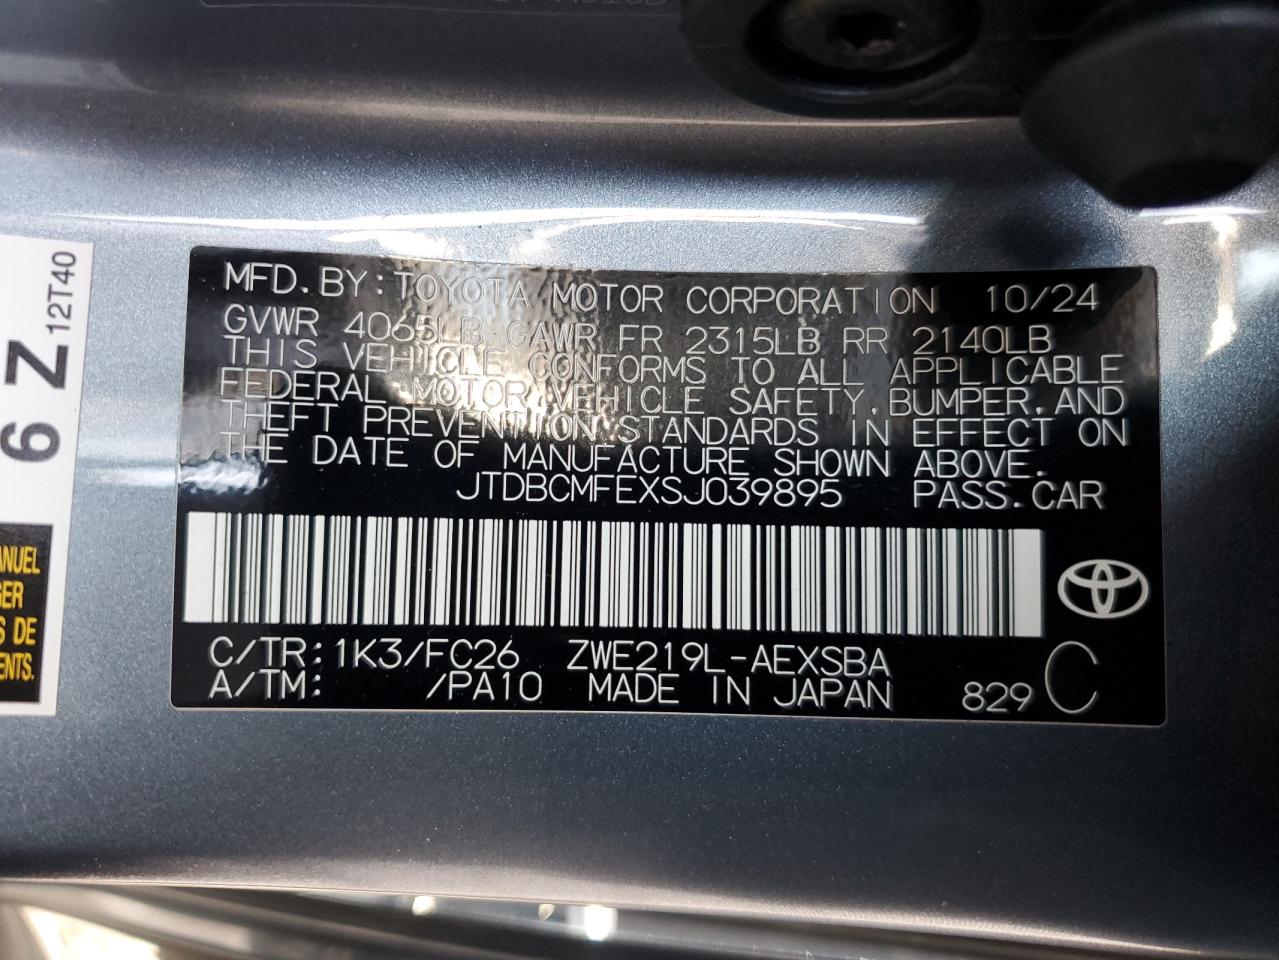 MFD. BY: TOYOTA MOTOR CORPORATION 10/24
GVWR 4065LB GAWR FR 2315LB RR 2140LB
THIS VEHICLE CONFORMS TO ALL APPLICABLE
FEDERAL MOTOR VEHICLE SAFETY, BUMPER, AND
THEFT PREVENTION STANDARDS IN EFFECT ON
THE DATE OF MANUFACTURE SHOWN ABOVE.
JTDBCMFEXSJ039895 PASS. CAR
C/TR: 1K3/FC26 ZWE219L-AEXSBA
A/TM: /PA10 MADE IN JAPAN 829 C
6 Z 12T40
ANUEL
GER
S DE
ENTS.